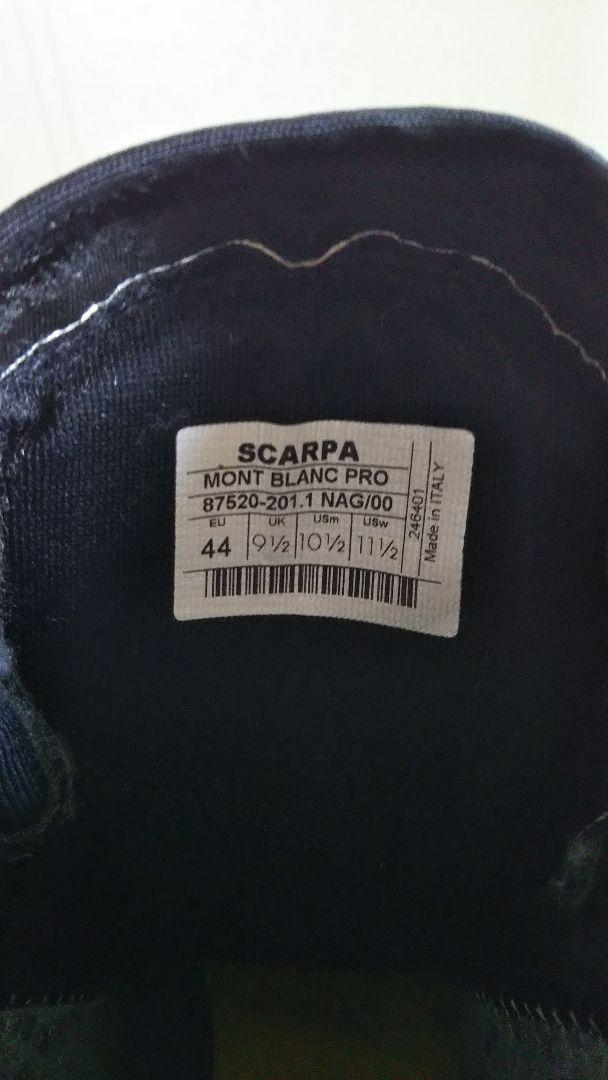 SCARPA
MONT BLANC PRO
87520-201.1 NAG/00
EU UK USm USw
44 9½ 10½ 11½
246401
Made in ITALY